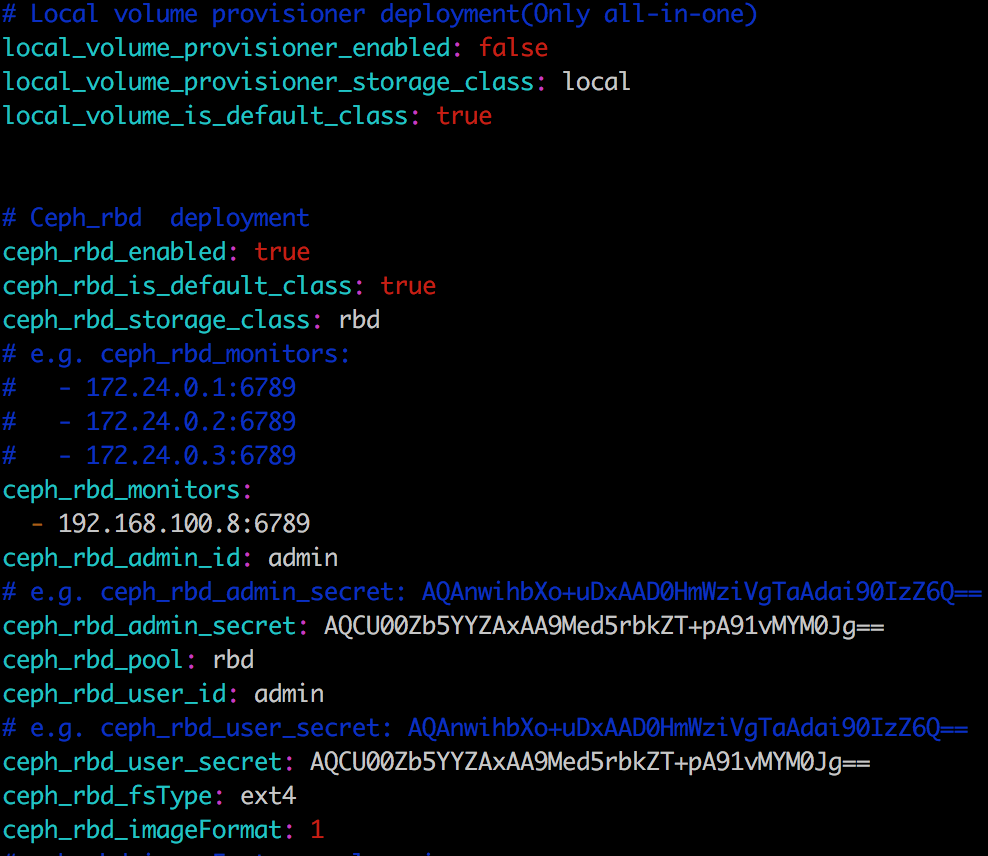 # Local volume provisioner deployment(Only all-in-one)
local_volume_provisioner_enabled: false
local_volume_provisioner_storage_class: local
local_volume_is_default_class: true
# Ceph_rbd  deployment
ceph_rbd_enabled: true
ceph_rbd_is_default_class: true
ceph_rbd_storage_class: rbd
# e.g. ceph_rbd_monitors:
#   - 172.24.0.1:6789
#   - 172.24.0.2:6789
#   - 172.24.0.3:6789
ceph_rbd_monitors:
  - 192.168.100.8:6789
ceph_rbd_admin_id: admin
# e.g. ceph_rbd_admin_secret: AQAnwihbXo+uDxAAD0HmWziVgTaAdai90IzZ6Q==
ceph_rbd_admin_secret: AQCU00Zb5YYZAxAA9Med5rbkZT+pA91vMYM0Jg==
ceph_rbd_pool: rbd
ceph_rbd_user_id: admin
# e.g. ceph_rbd_user_secret: AQAnwihbXo+uDxAAD0HmWziVgTaAdai90IzZ6Q==
ceph_rbd_user_secret: AQCU00Zb5YYZAxAA9Med5rbkZT+pA91vMYM0Jg==
ceph_rbd_fsType: ext4
ceph_rbd_imageFormat: 1